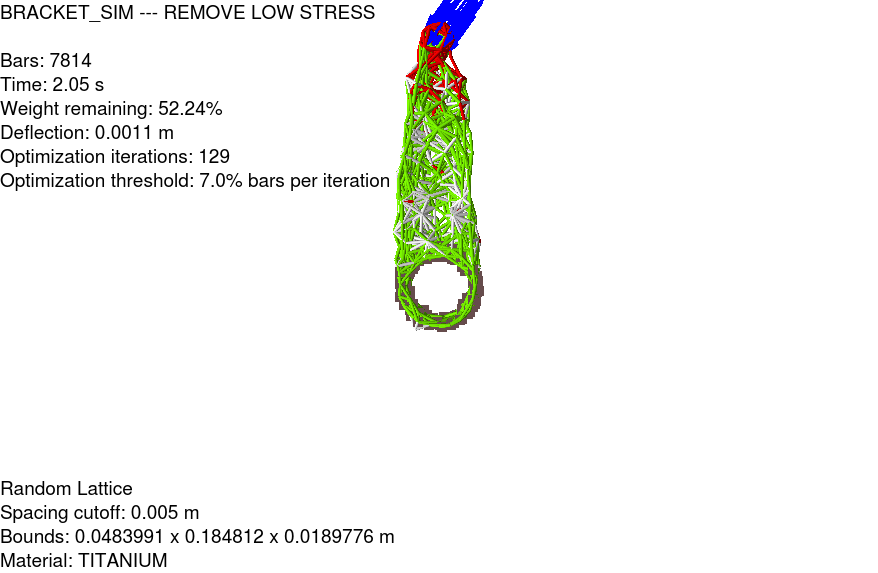 BRACKET_SIM --- REMOVE LOW STRESS
Bars: 7814
Time: 2.05 s
Weight remaining: 52.24%
Deflection: 0.0011 m
Optimization iterations: 129
Optimization threshold: 7.0% bars per iteration
Random Lattice
Spacing cutoff: 0.005 m
Bounds: 0.0483991 x 0.184812 x 0.0189776 m
Material: TITANIUM